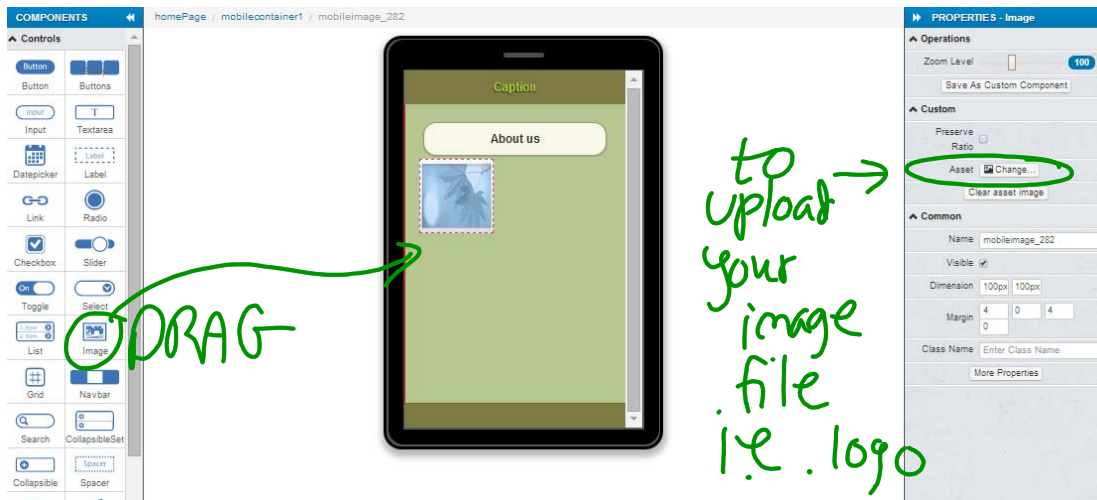 COMPONENTS
homePage / mobilecontainer1 / mobileimage_282
PROPERTIES - Image
Controls
Button
Button
Buttons
Input
Input
T
Textarea
Datepicker
Label
Label
Link
Radio
Checkbox
Slider
On
Toggle
Select
1. Item
2. Item
List
Image
Grid
Navbar
Search
CollapsibleSet
Collapsible
Spacer
Spacer
DRAG
Caption
About us
to
upload
your
image
file
i.e. logo
Operations
Zoom Level 100
Save As Custom Component
Custom
Preserve
Ratio
Asset Change...
Clear asset image
Common
Name mobileimage_282
Visible
Dimension 100px 100px
Margin 4 0 4
0
Class Name Enter Class Name
More Properties